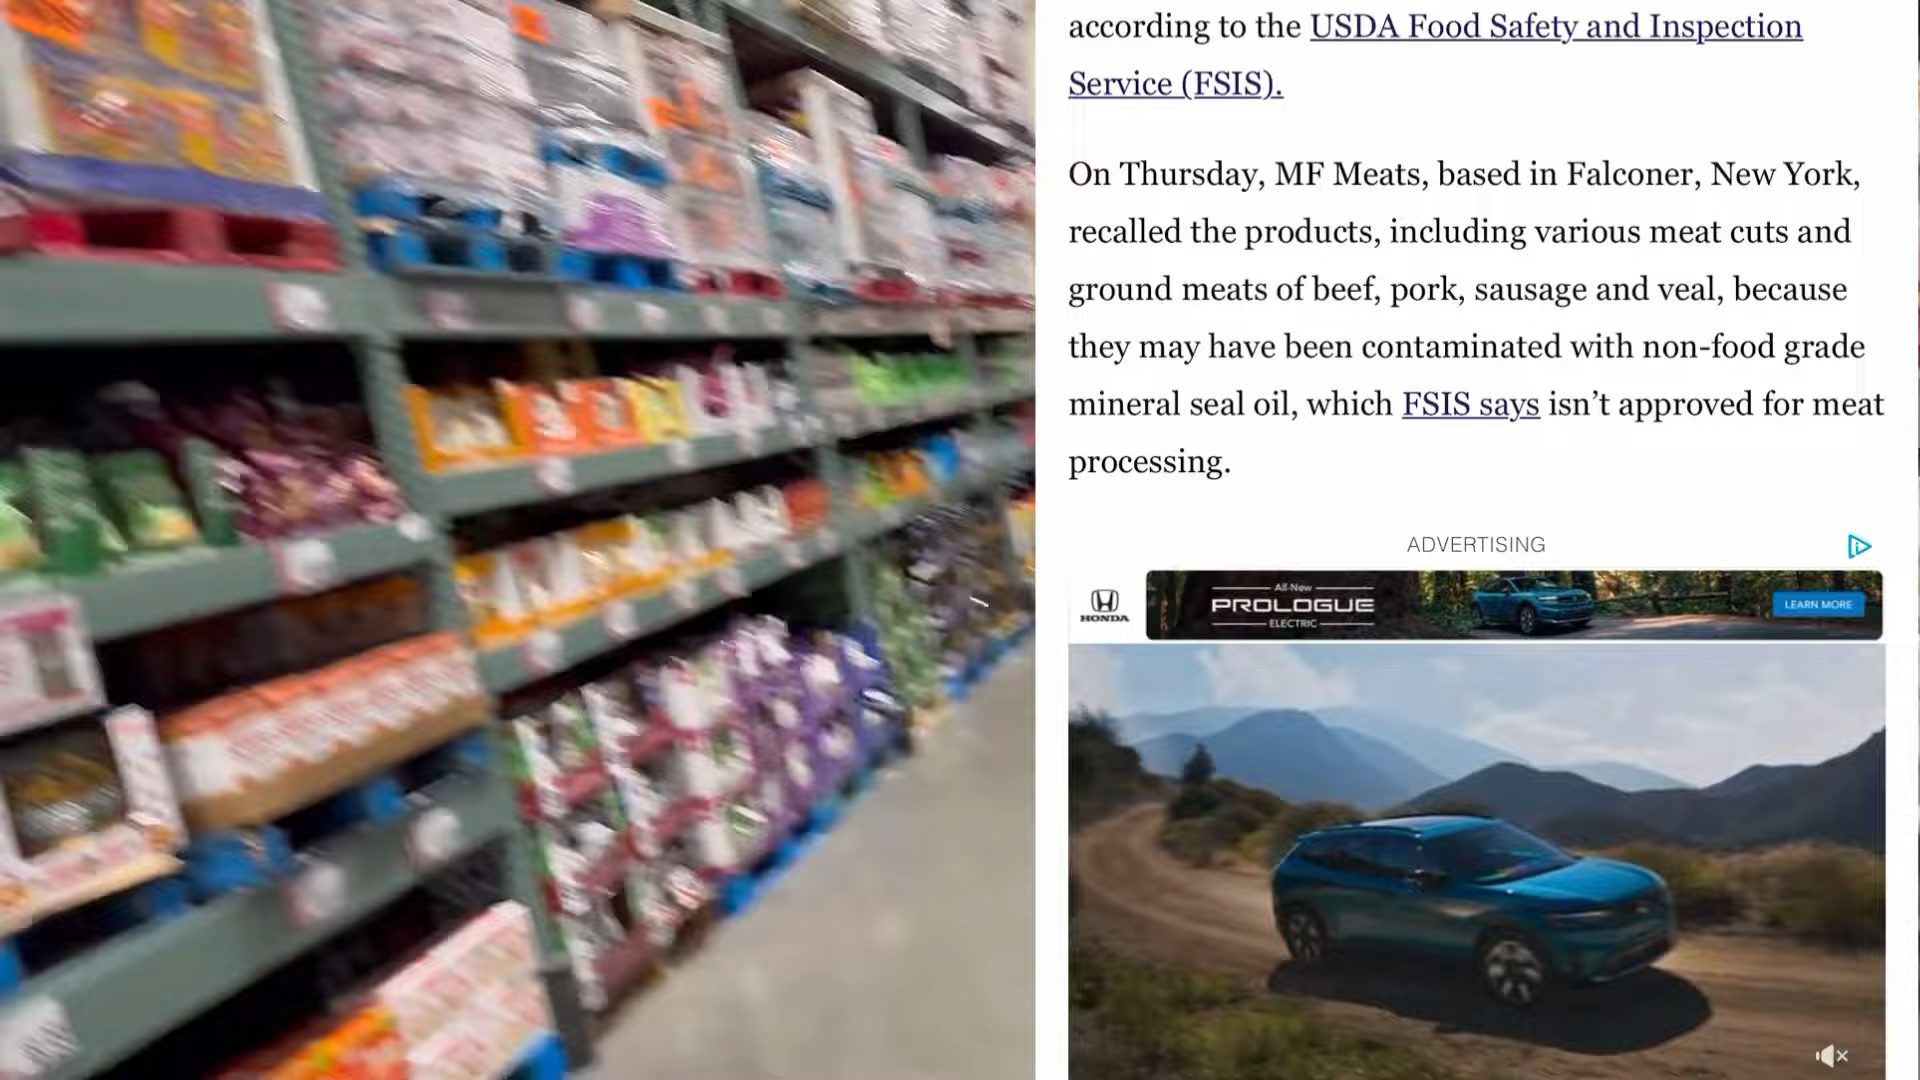 according to the USDA Food Safety and Inspection
Service (FSIS).
On Thursday, MF Meats, based in Falconer, New York,
recalled the products, including various meat cuts and
ground meats of beef, pork, sausage and veal, because
they may have been contaminated with non-food grade
mineral seal oil, which FSIS says isn’t approved for meat
processing.
ADVERTISING
HONDA
All-New
PROLOGUE
ELECTRIC
LEARN MORE